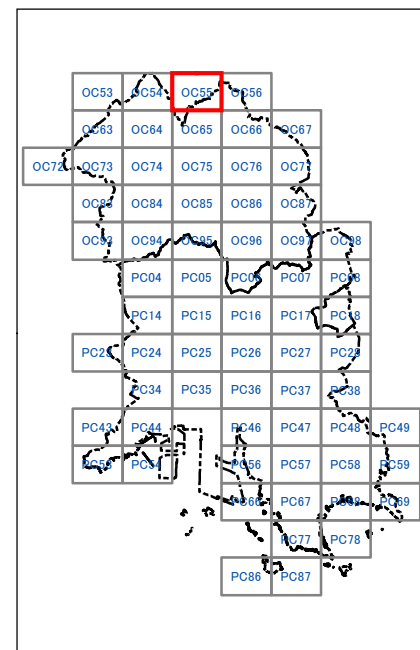 OC53 OC54 OC55 OC56
OC63 OC64 OC65 OC66 OC67
OC72 OC73 OC74 OC75 OC76 OC77
OC83 OC84 OC85 OC86 OC87
OC93 OC94 OC95 OC96 OC97 OC98
PC04 PC05 PC06 PC07 PC08
PC14 PC15 PC16 PC17 PC18
PC23 PC24 PC25 PC26 PC27 PC28
PC34 PC35 PC36 PC37 PC38
PC43 PC44 PC46 PC47 PC48 PC49
PC53 PC54 PC56 PC57 PC58 PC59
PC66 PC67 PC68 PC69
PC77 PC78
PC86 PC87